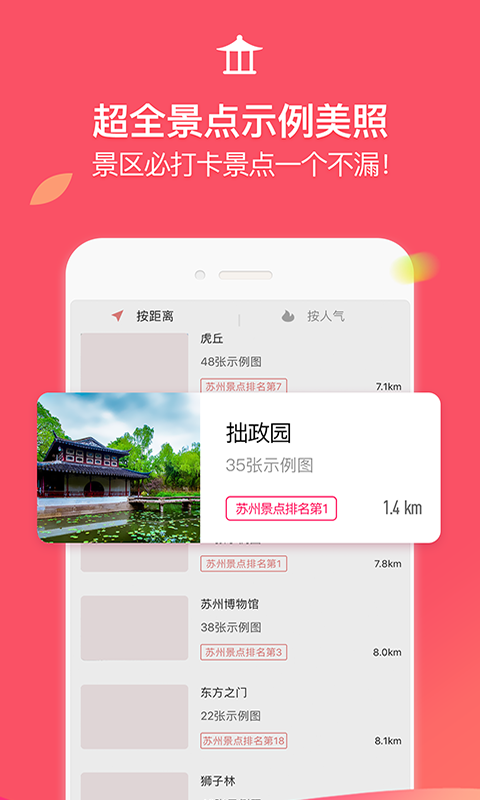 超全景点示例美照
景区必打卡景点一个不漏!
按距离
按人气
虎丘
48张示例图
苏州景点排名第7
7.1km
拙政园
35张示例图
苏州景点排名第1
1.4 km
苏州景点排名第1
7.8km
苏州博物馆
38张示例图
苏州景点排名第3
8.0km
东方之门
22张示例图
苏州景点排名第18
8.1km
狮子林